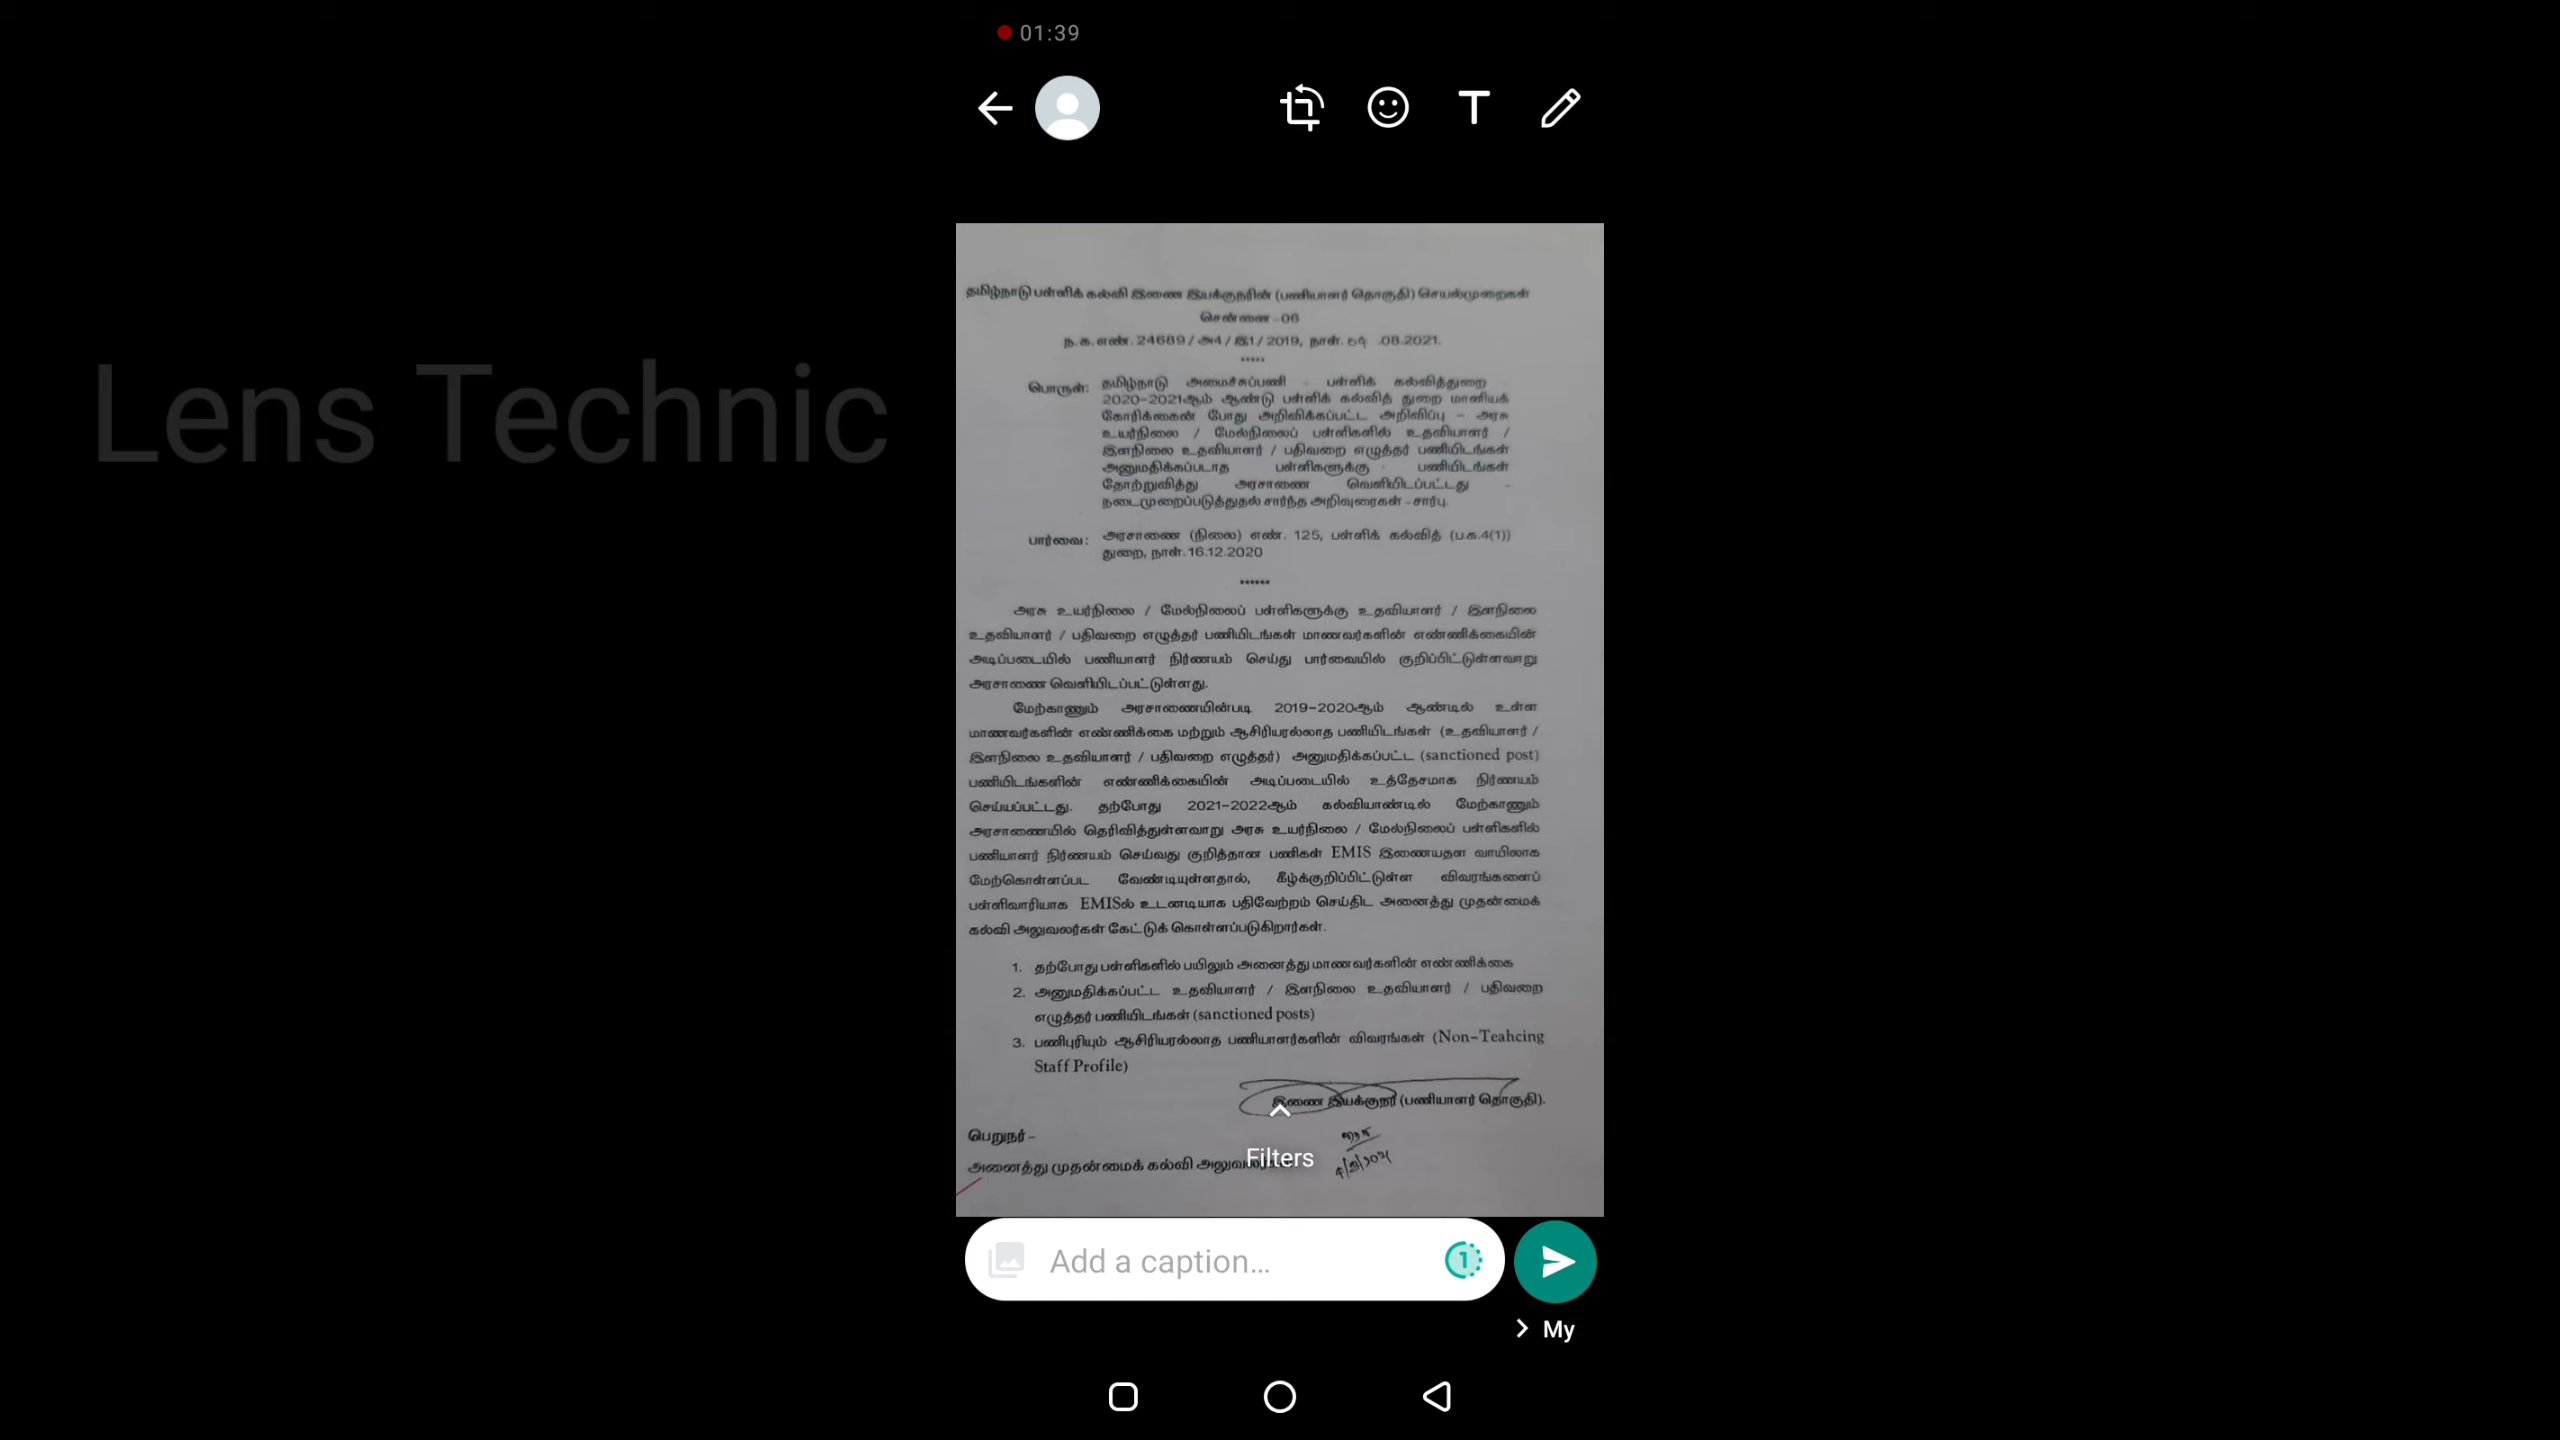 01:39
T
Lens Technic
தமிழ்நாடு பள்ளிக் கல்வி இணை இயக்குநரின் (பணியாளர் தொகுதி) செயல்முறைகள்
சென்னை - 06
ந.க.எண். 24689 / அ4 / இ1 / 2019, நாள். 04 .08.2021.
*****
பொருள்: தமிழ்நாடு அமைச்சுப்பணி - பள்ளிக் கல்வித்துறை -
2020-2021ஆம் ஆண்டு பள்ளிக் கல்வித் துறை மானியக்
கோரிக்கைன் போது அறிவிக்கப்பட்ட அறிவிப்பு – அரசு
உயர்நிலை / மேல்நிலைப் பள்ளிகளில் உதவியாளர் /
இளநிலை உதவியாளர் / பதிவறை எழுத்தர் பணியிடங்கள்
அனுமதிக்கப்படாத பள்ளிகளுக்கு பணியிடங்கள்
தோற்றுவித்து அரசாணை வெளியிடப்பட்டது -
நடைமுறைப்படுத்துதல் சார்ந்த அறிவுரைகள் - சார்பு.
பார்வை: அரசாணை (நிலை) எண். 125, பள்ளிக் கல்வித் (ப.க.4(1))
துறை, நாள்.16.12.2020
******
அரசு உயர்நிலை / மேல்நிலைப் பள்ளிகளுக்கு உதவியாளர் / இளநிலை
உதவியாளர் / பதிவறை எழுத்தர் பணியிடங்கள் மாணவர்களின் எண்ணிக்கையின்
அடிப்படையில் பணியாளர் நிர்ணயம் செய்து பார்வையில் குறிப்பிட்டுள்ளவாறு
அரசாணை வெளியிடப்பட்டுள்ளது.
மேற்காணும் அரசாணையின்படி 2019-2020ஆம் ஆண்டில் உள்ள
மாணவர்களின் எண்ணிக்கை மற்றும் ஆசிரியரல்லாத பணியிடங்கள் (உதவியாளர் /
இளநிலை உதவியாளர் / பதிவறை எழுத்தர்) அனுமதிக்கப்பட்ட (sanctioned post)
பணியிடங்களின் எண்ணிக்கையின் அடிப்படையில் உத்தேசமாக நிர்ணயம்
செய்யப்பட்டது. தற்போது 2021-2022ஆம் கல்வியாண்டில் மேற்காணும்
அரசாணையில் தெரிவித்துள்ளவாறு அரசு உயர்நிலை / மேல்நிலைப் பள்ளிகளில்
பணியாளர் நிர்ணயம் செய்வது குறித்தான பணிகள் EMIS இணையதள வாயிலாக
மேற்கொள்ளப்பட வேண்டியுள்ளதால், கீழ்க்குறிப்பிட்டுள்ள விவரங்களைப்
பள்ளிவாரியாக EMISல் உடனடியாக பதிவேற்றம் செய்திட அனைத்து முதன்மைக்
கல்வி அலுவலர்கள் கேட்டுக் கொள்ளப்படுகிறார்கள்.
1. தற்போது பள்ளிகளில் பயிலும் அனைத்து மாணவர்களின் எண்ணிக்கை
2. அனுமதிக்கப்பட்ட உதவியாளர் / இளநிலை உதவியாளர் / பதிவறை
எழுத்தர் பணியிடங்கள் (sanctioned posts)
3. பணிபுரியும் ஆசிரியரல்லாத பணியாளர்களின் விவரங்கள் (Non-Teahcing
Staff Profile)
இணை இயக்குநர் (பணியாளர் தொகுதி).
பெறுநர் –
அனைத்து முதன்மைக் கல்வி
Filters
Add a caption...
1
My